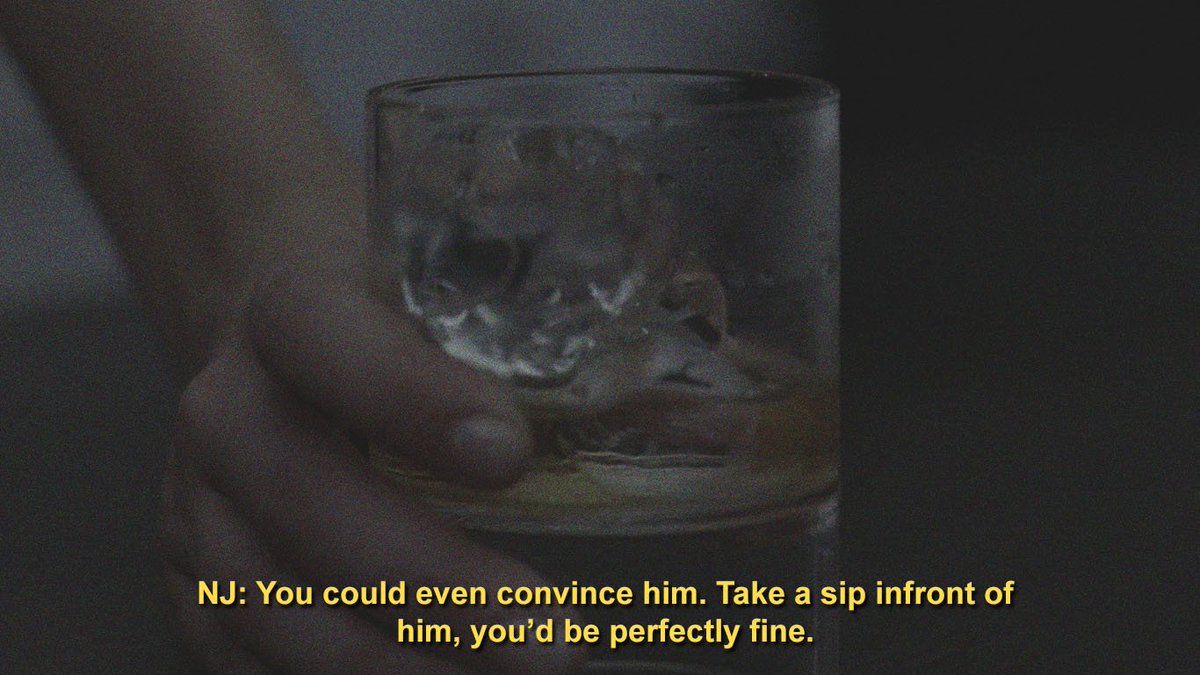 NJ: You could even convince him. Take a sip infront of
him, you’d be perfectly fine.